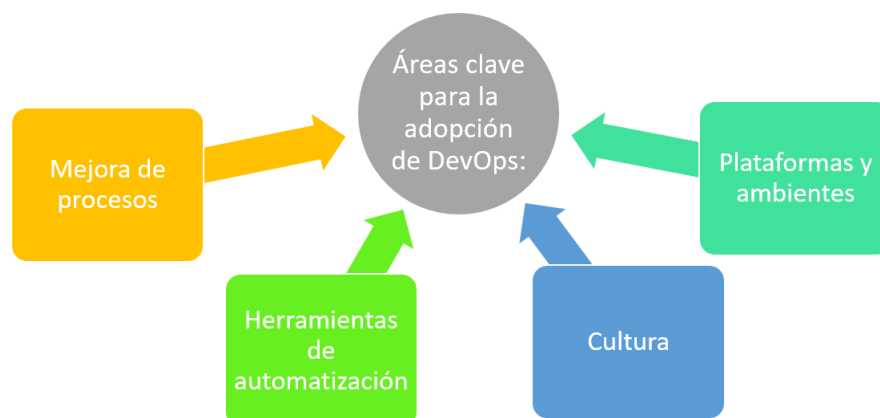 Áreas clave
para la
adopción
de DevOps:
Mejora de
procesos
Plataformas y
ambientes
Herramientas
de
automatización
Cultura